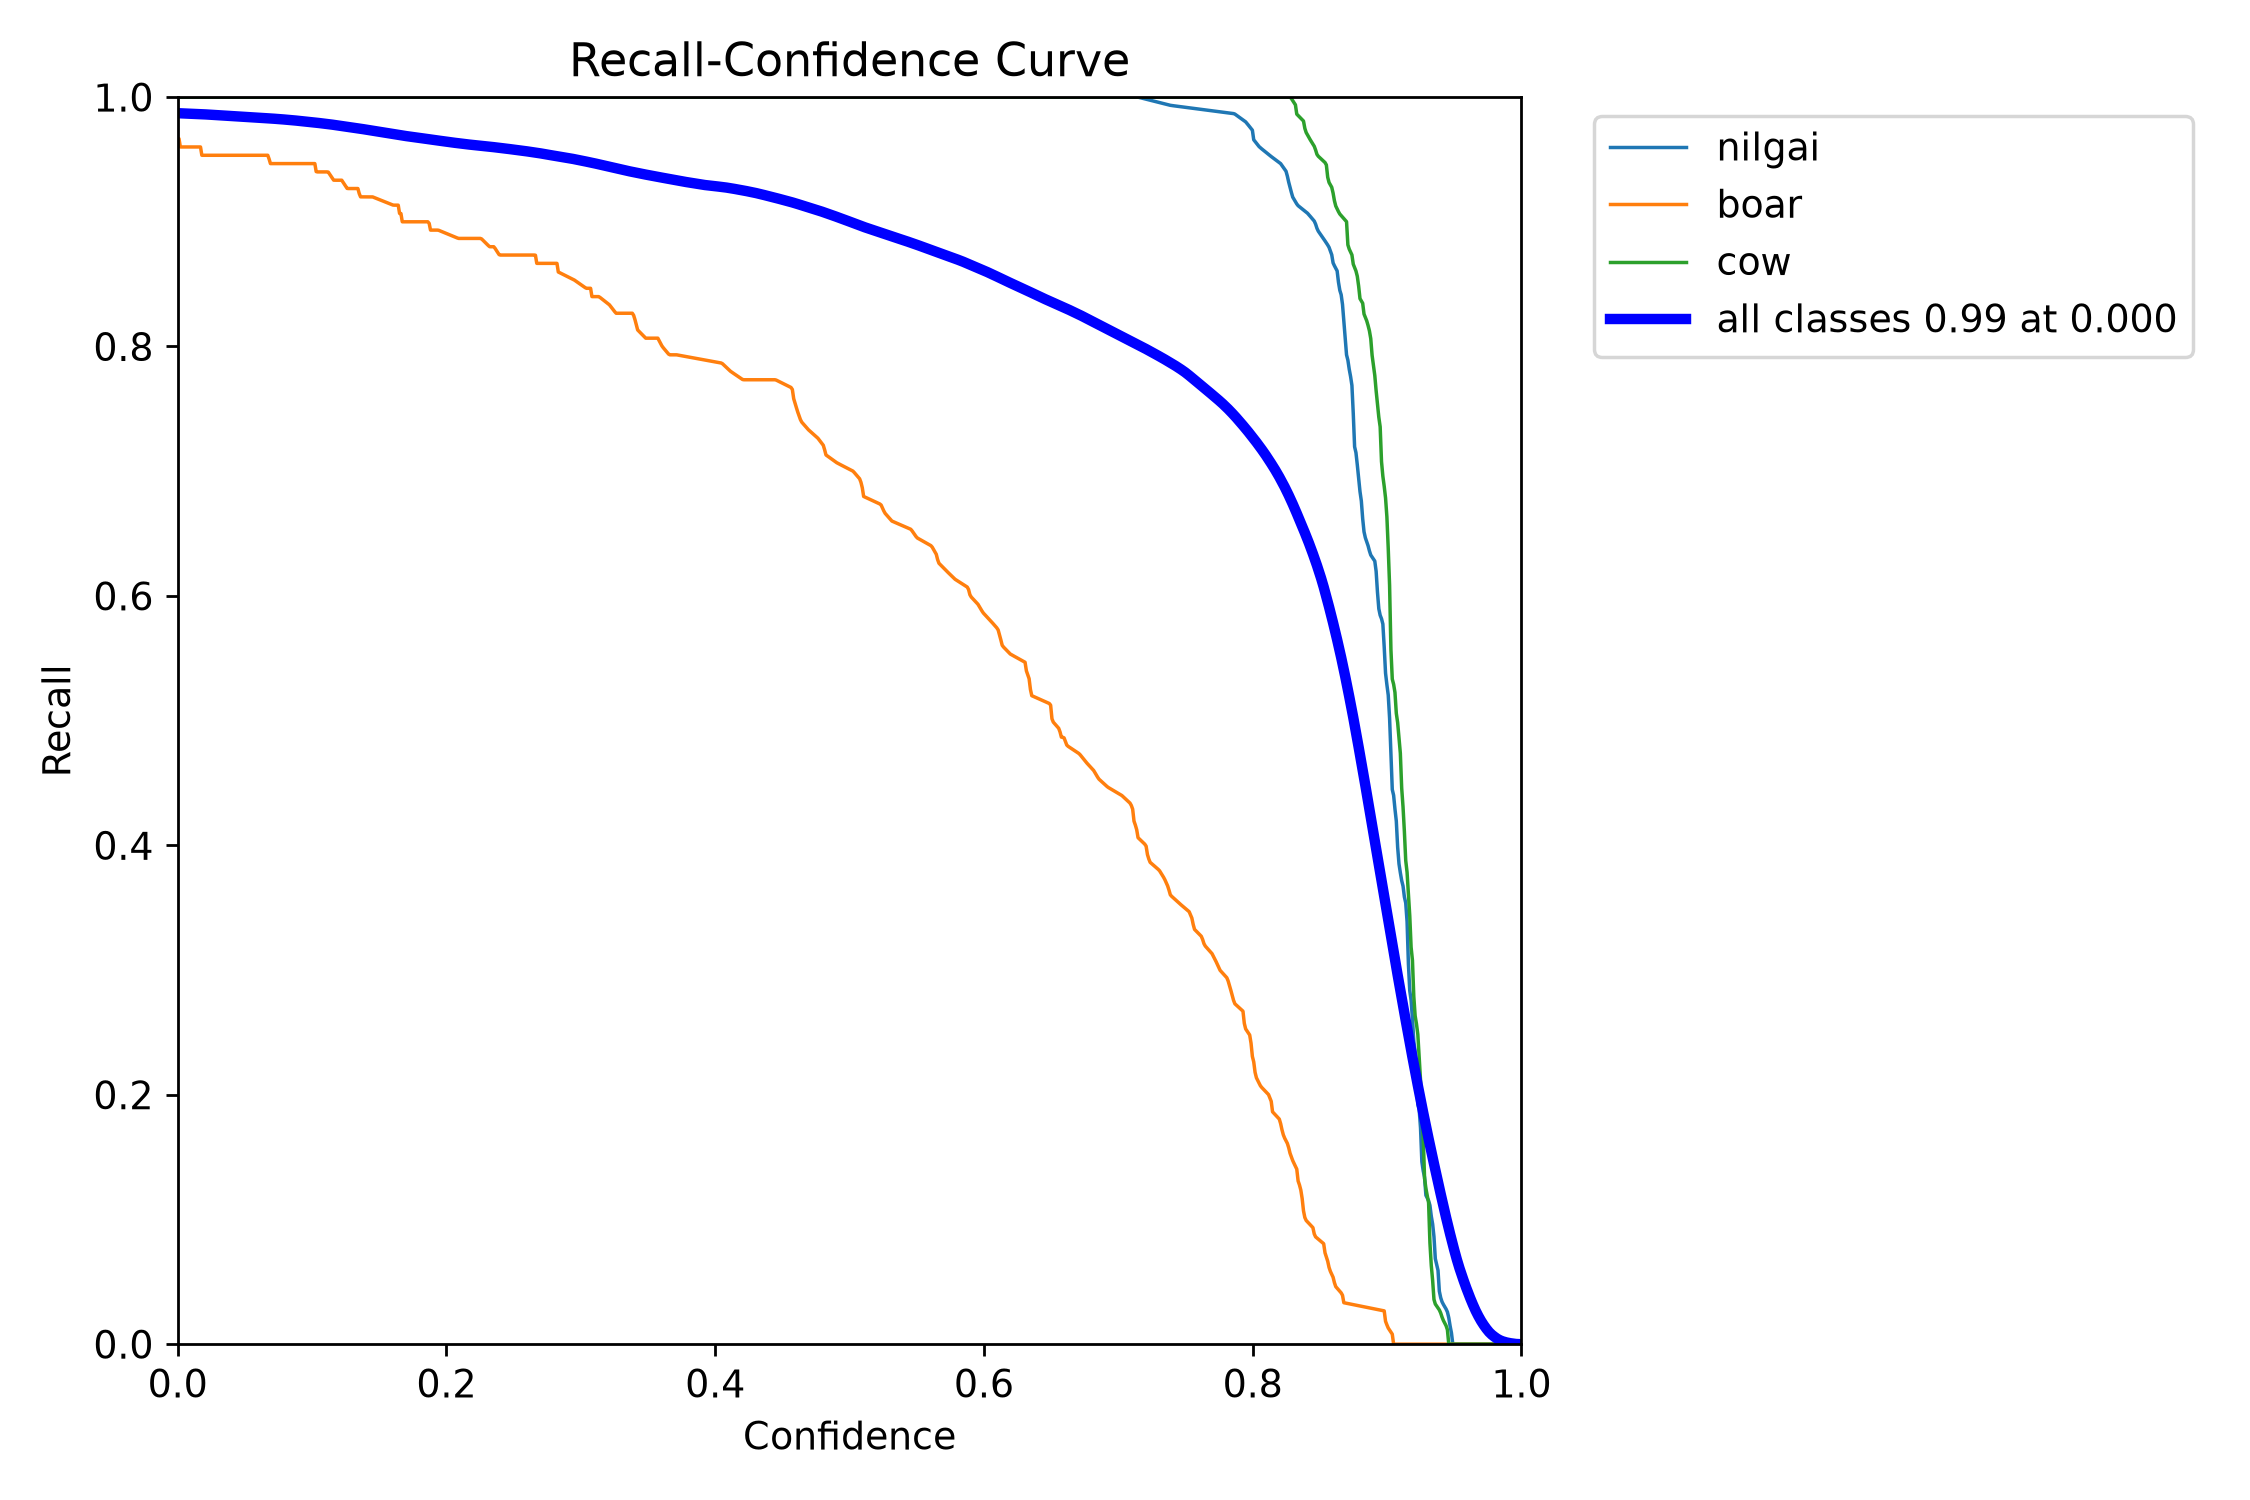 Recall-Confidence Curve
1.0
0.8
0.6
0.4
0.2
0.0
Recall
0.0 0.2 0.4 0.6 0.8 1.0
Confidence
nilgai
boar
cow
all classes 0.99 at 0.000